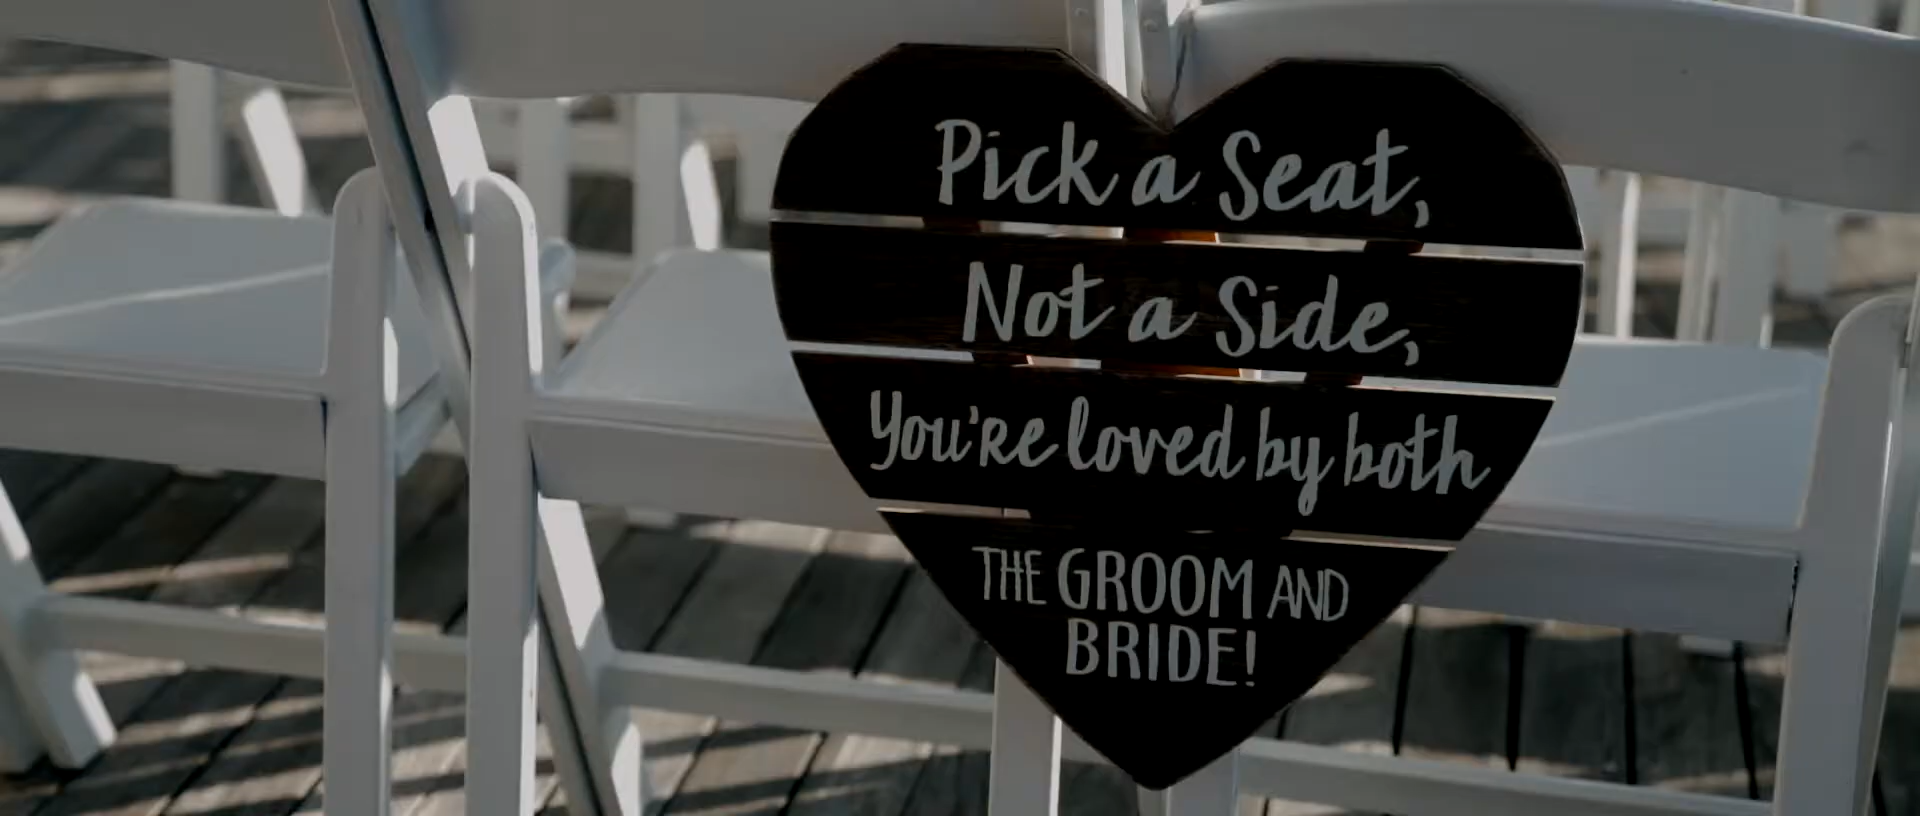 Pick a Seat,
Not a Side,
You're loved by both
THE GROOM AND
BRIDE!